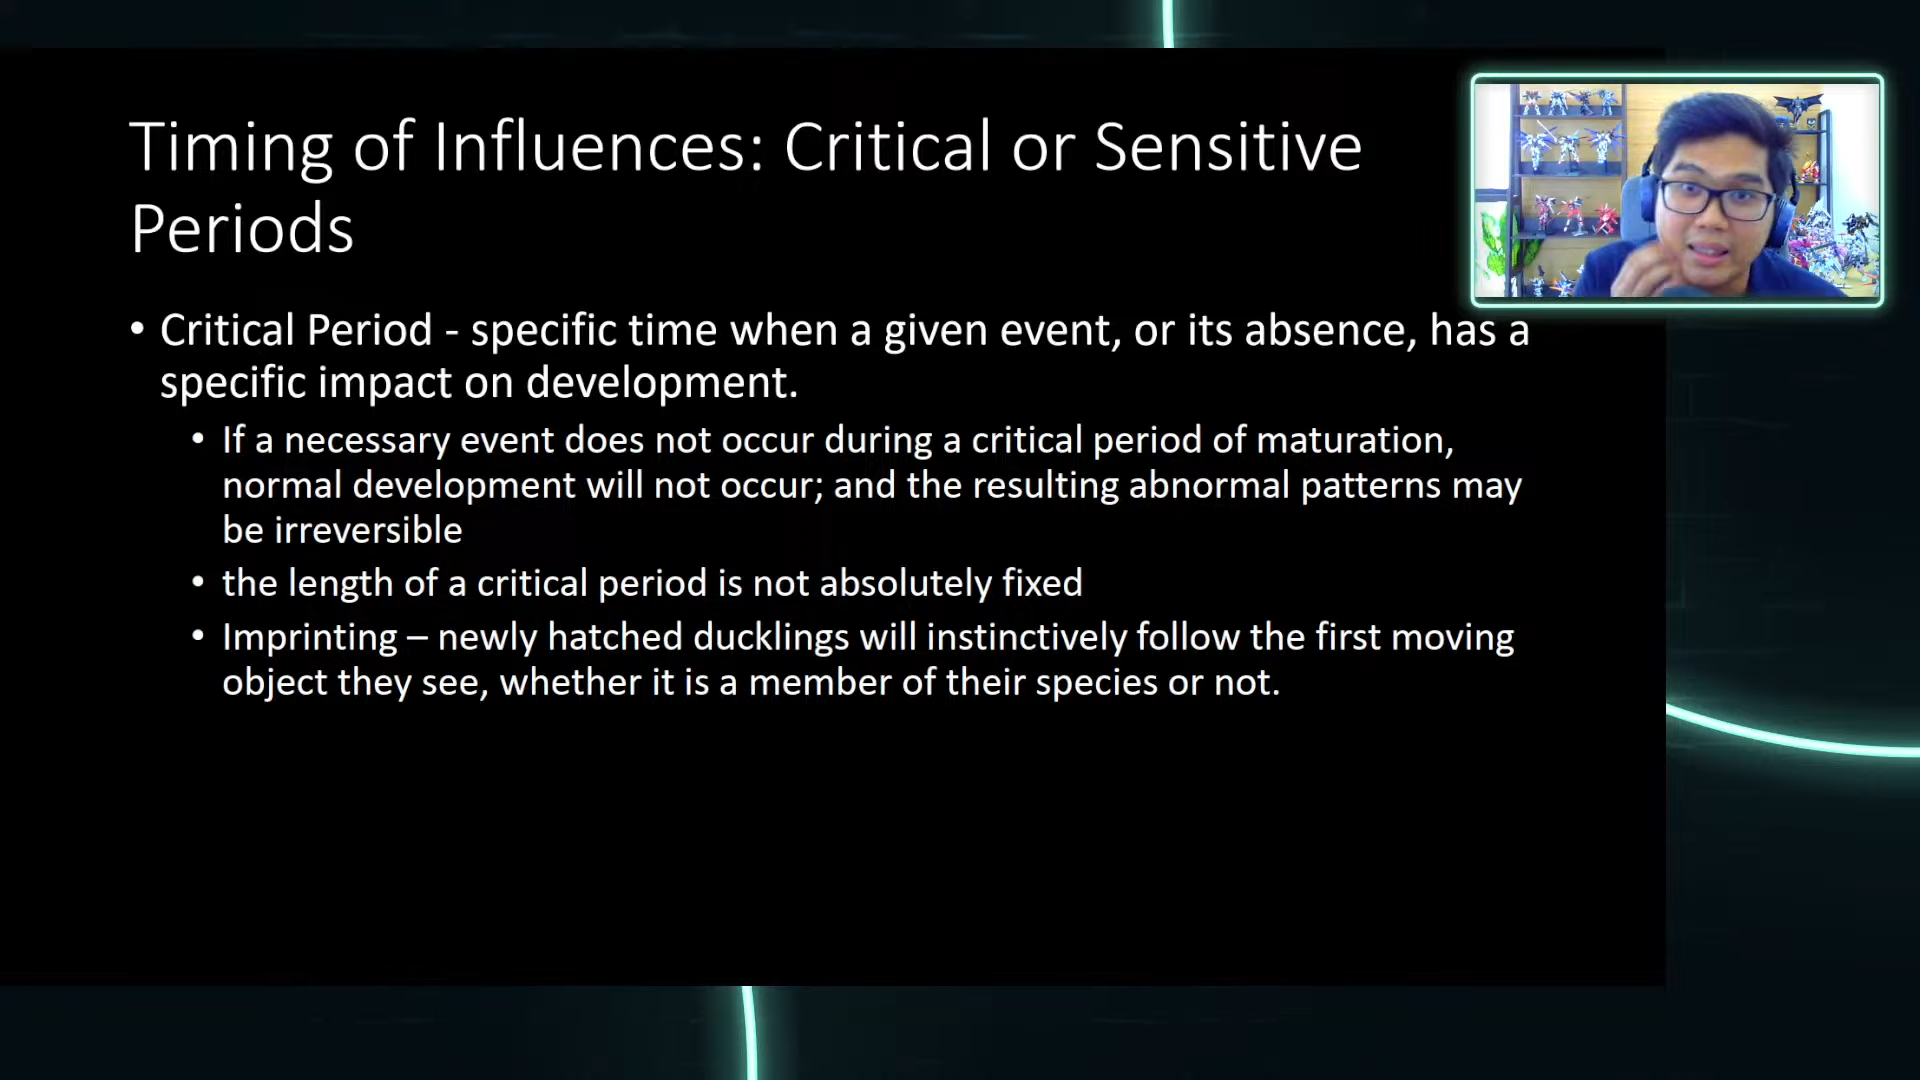 Timing of Influences: Critical or Sensitive
Periods
• Critical Period - specific time when a given event, or its absence, has a
specific impact on development.
• If a necessary event does not occur during a critical period of maturation,
normal development will not occur; and the resulting abnormal patterns may
be irreversible
• the length of a critical period is not absolutely fixed
• Imprinting – newly hatched ducklings will instinctively follow the first moving
object they see, whether it is a member of their species or not.